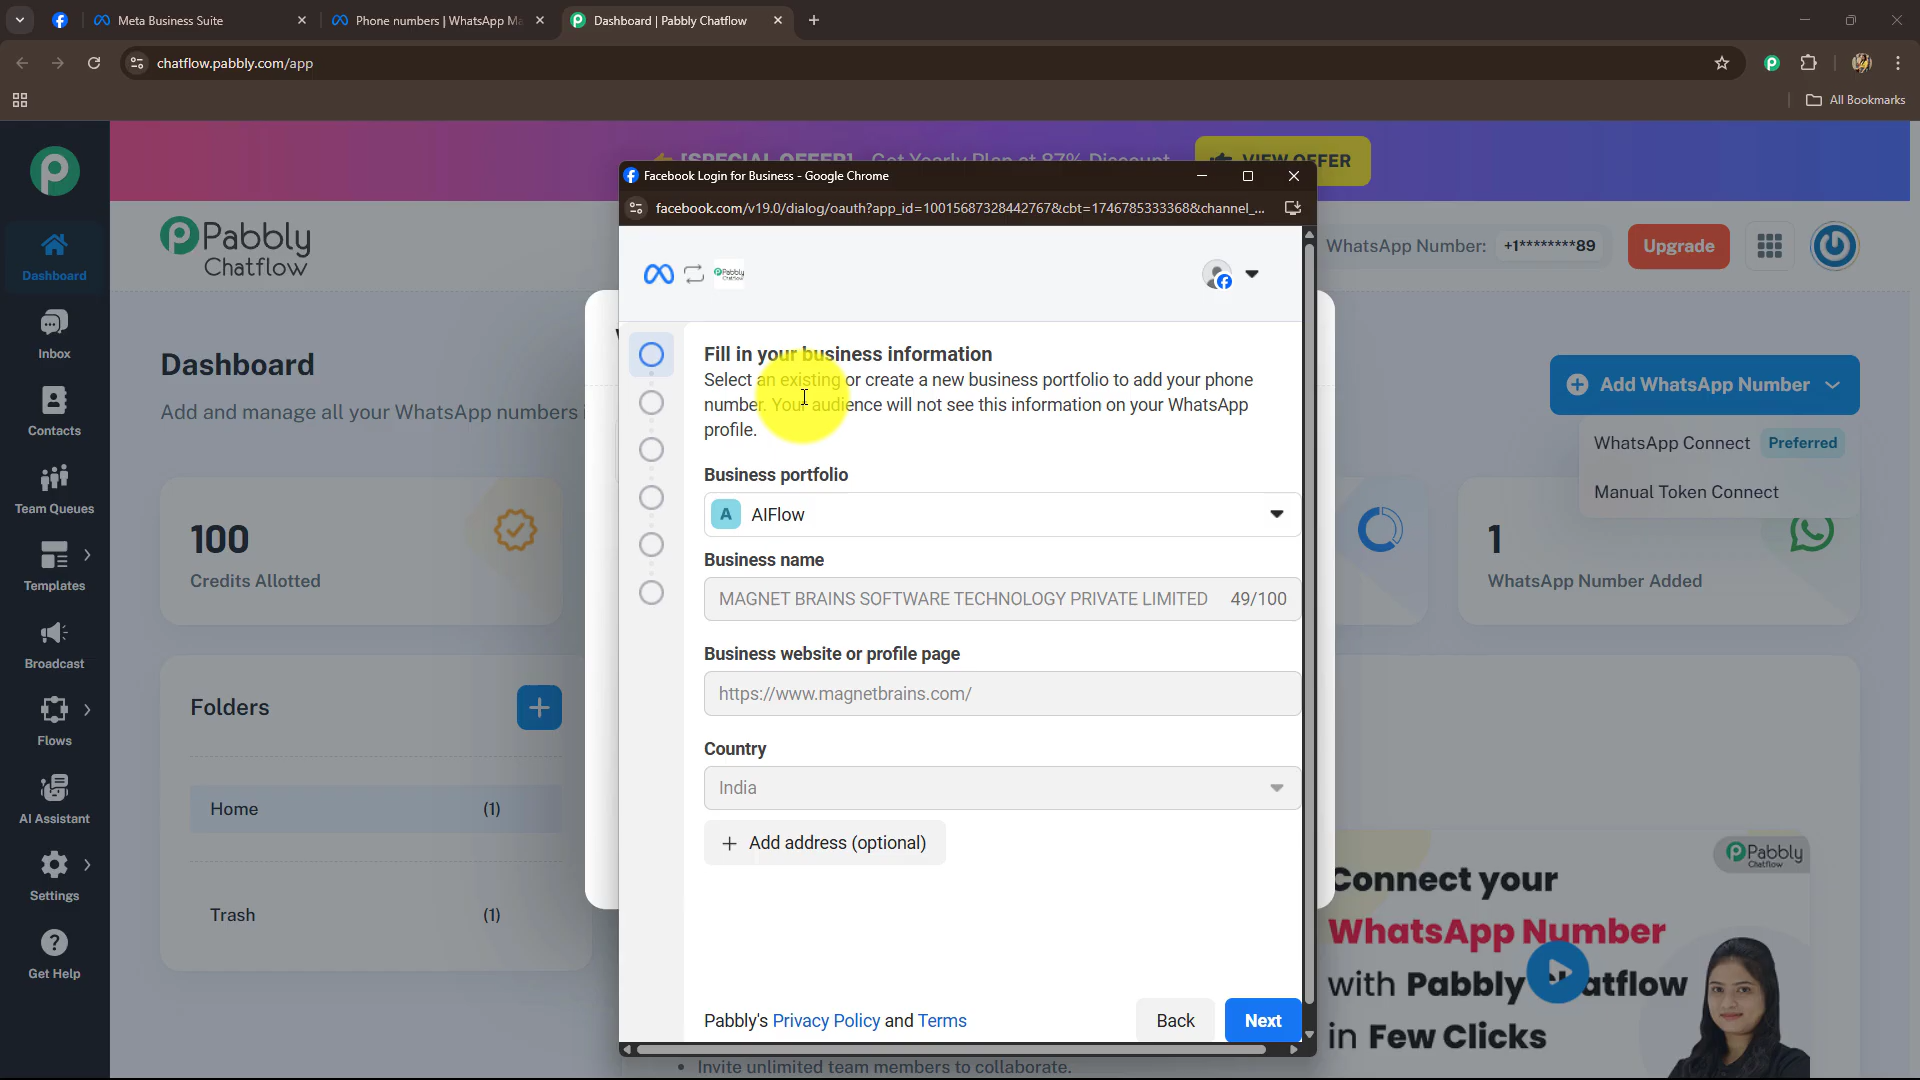 Meta Business Suite
Phone numbers | WhatsApp Ma
Dashboard | Pabbly Chatflow
chatflow.pabbly.com/app
All Bookmarks
VIEW OFFER
Facebook Login for Business - Google Chrome
facebook.com/v19.0/dialog/oauth?app_id=1001568732844276​7&cbt=1746785333368&channel_...
Pabbly
Chatflow
WhatsApp Number: +1********89
Upgrade
Dashboard
Inbox
Contacts
Team Queues
Templates
Broadcast
Flows
AI Assistant
Settings
Get Help
Dashboard
Add and manage all your WhatsApp numbers
Add WhatsApp Number
WhatsApp Connect Preferred
Manual Token Connect
100
Credits Allotted
1
WhatsApp Number Added
Folders
Home (1)
Trash (1)
Pabbly
Chatflow
Fill in your business information
Select an existing or create a new business portfolio to add your phone
number. Your audience will not see this information on your WhatsApp
profile.
Business portfolio
A AIFlow
Business name
MAGNET BRAINS SOFTWARE TECHNOLOGY PRIVATE LIMITED 49/100
Business website or profile page
https://www.magnetbrains.com/
Country
India
+ Add address (optional)
Pabbly's Privacy Policy and Terms
Back
Next
Pabbly
Chatflow
Connect your
WhatsApp Number
with Pabbly Chatflow
in Few Clicks
Invite unlimited team members to collaborate.